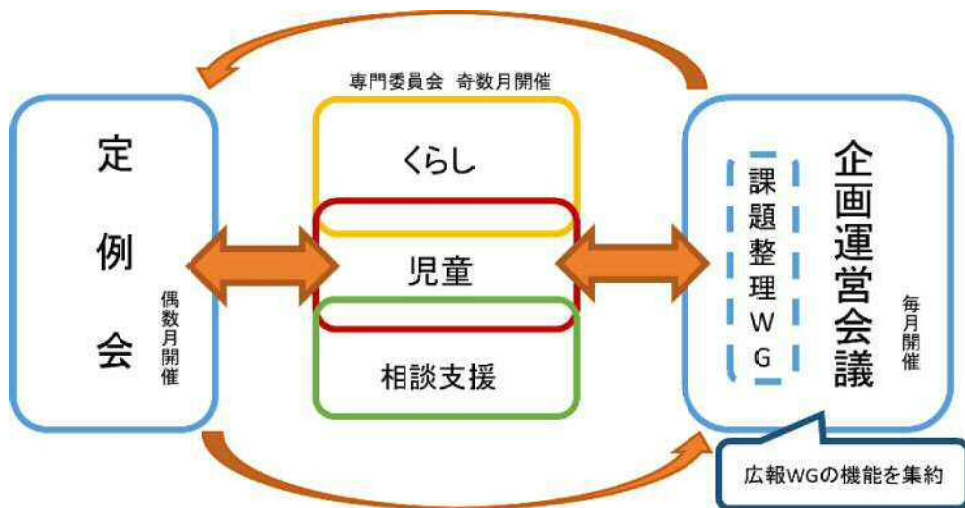 専門委員会 奇数月開催
定例会
偶数月開催
くらし
児童
相談支援
課題整理WG
企画運営会議
毎月開催
広報WGの機能を集約